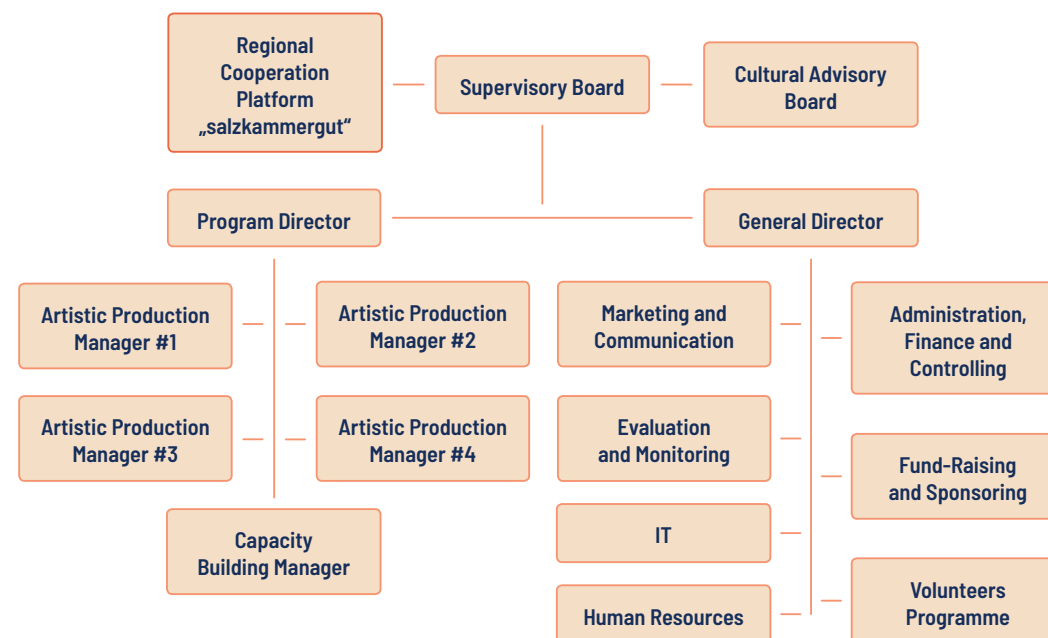 Regional
Cooperation
Platform
„salzkammergut“
Supervisory Board
Cultural Advisory
Board
Program Director
General Director
Artistic Production
Manager #1
Artistic Production
Manager #2
Marketing and
Communication
Administration,
Finance and
Controlling
Artistic Production
Manager #3
Artistic Production
Manager #4
Evaluation
and Monitoring
Fund-Raising
and Sponsoring
Capacity
Building Manager
IT
Human Resources
Volunteers
Programme